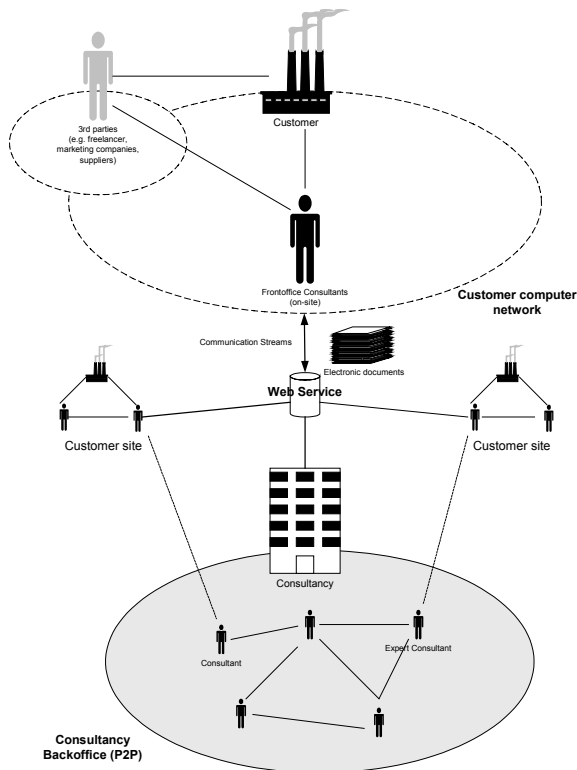 3rd parties
(e.g. freelancer,
marketing companies,
suppliers)
Customer
Frontoffice Consultants
(on-site)
Customer computer
network
Communication Streams
Electronic documents
Web Service
Customer site
Customer site
Consultancy
Consultant
Expert Consultant
Consultancy
Backoffice (P2P)